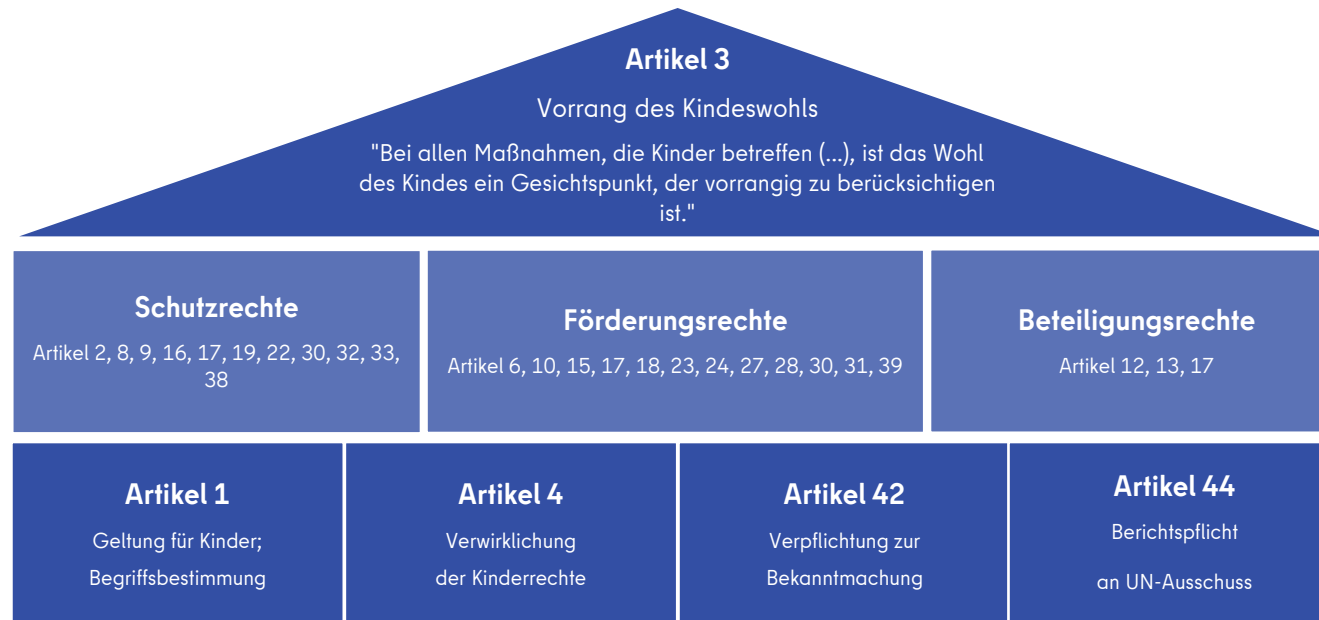 Artikel 3
Vorrang des Kindeswohls
"Bei allen Maßnahmen, die Kinder betreffen (...), ist das Wohl
des Kindes ein Gesichtspunkt, der vorrangig zu berücksichtigen
ist."
Schutzrechte
Artikel 2, 8, 9, 16, 17, 19, 22, 30, 32, 33,
38
Förderungsrechte
Artikel 6, 10, 15, 17, 18, 23, 24, 27, 28, 30, 31, 39
Beteiligungsrechte
Artikel 12, 13, 17
Artikel 1
Geltung für Kinder;
Begriffsbestimmung
Artikel 4
Verwirklichung
der Kinderrechte
Artikel 42
Verpflichtung zur
Bekanntmachung
Artikel 44
Berichtspflicht
an UN-Ausschuss